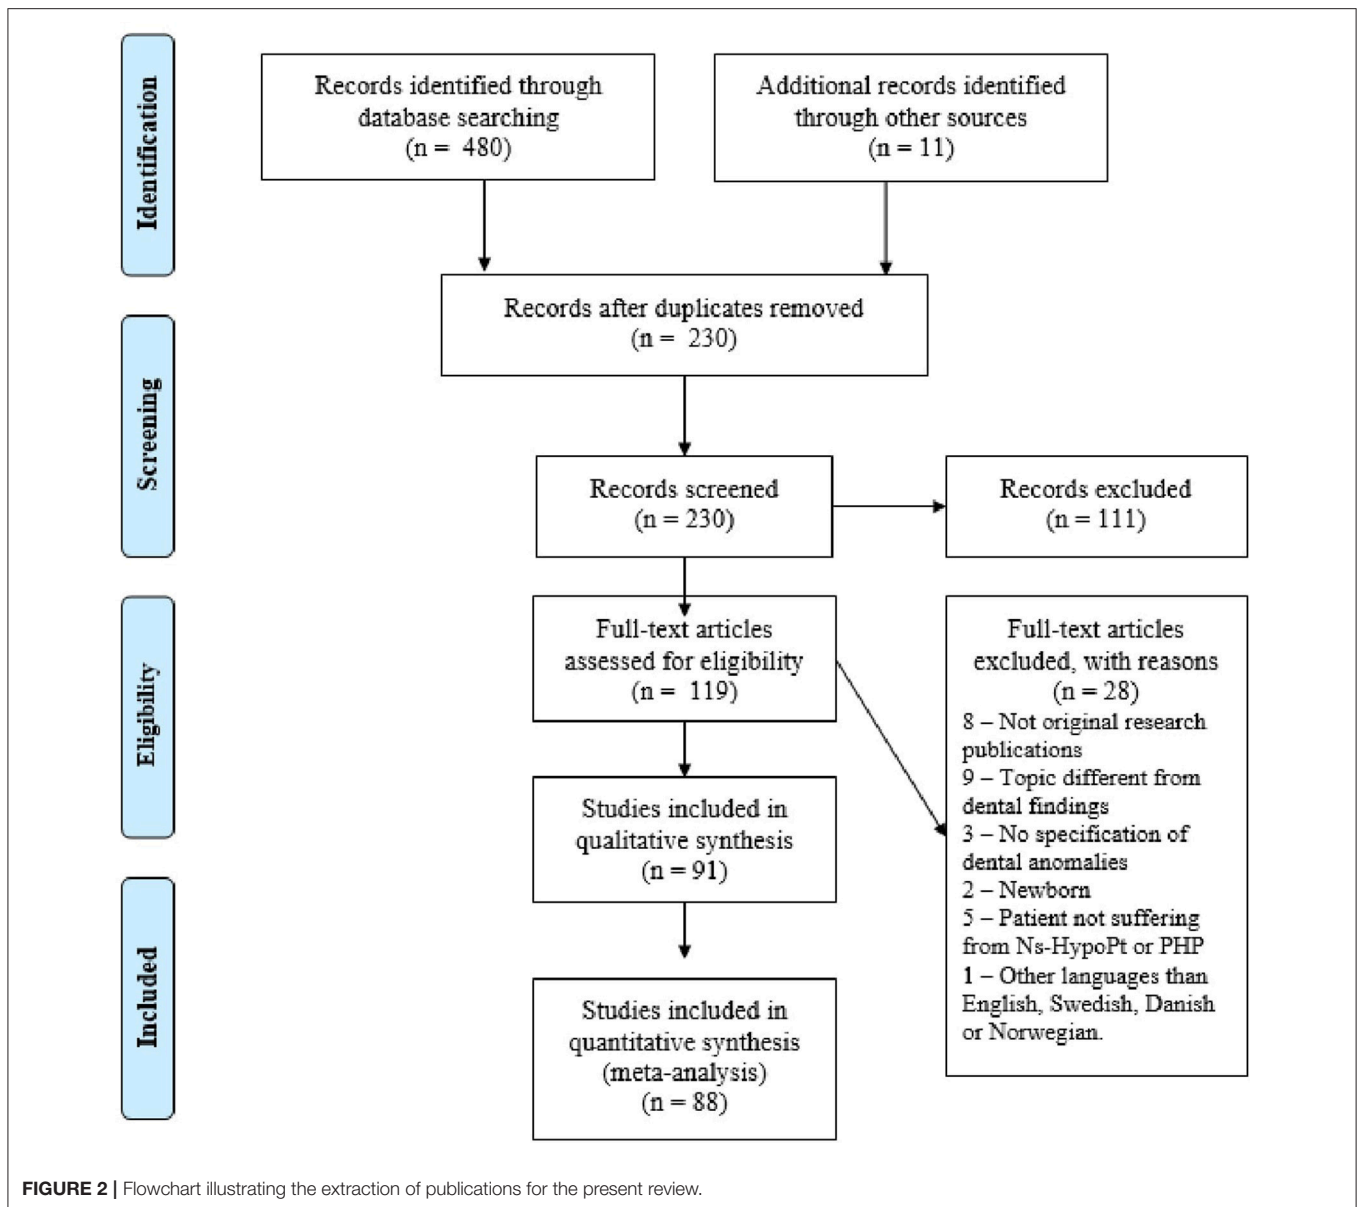 Identification
Records identified through
database searching
(n = 480)
Additional records identified
through other sources
(n = 11)
Records after duplicates removed
(n = 230)
Screening
Records screened
(n = 230)
Records excluded
(n = 111)
Eligibility
Full-text articles
assessed for eligibility
(n = 119)
Full-text articles
excluded, with reasons
(n = 28)
8 – Not original research
publications
9 – Topic different from
dental findings
3 – No specification of
dental anomalies
2 – Newborn
5 – Patient not suffering
from Ns-HypoPt or PHP
1 – Other languages than
English, Swedish, Danish
or Norwegian.
Studies included in
qualitative synthesis
(n = 91)
Included
Studies included in
quantitative synthesis
(meta-analysis)
(n = 88)
FIGURE 2 | Flowchart illustrating the extraction of publications for the present review.